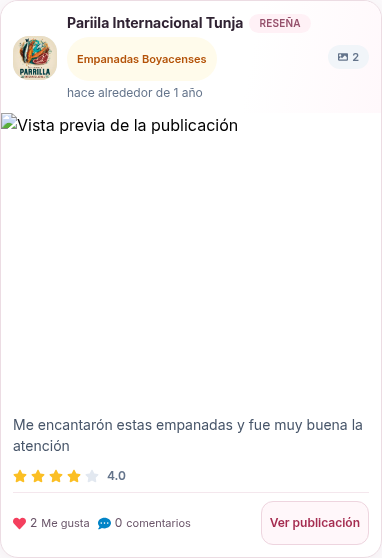 Pariila Internacional Tunja RESEÑA
Empanadas Boyacenses
2
hace alrededor de 1 año
PARRILLA
Vista previa de la publicación
Me encantarón estas empanadas y fue muy buena la
atención
4.0
2 Me gusta 0 comentarios
Ver publicación